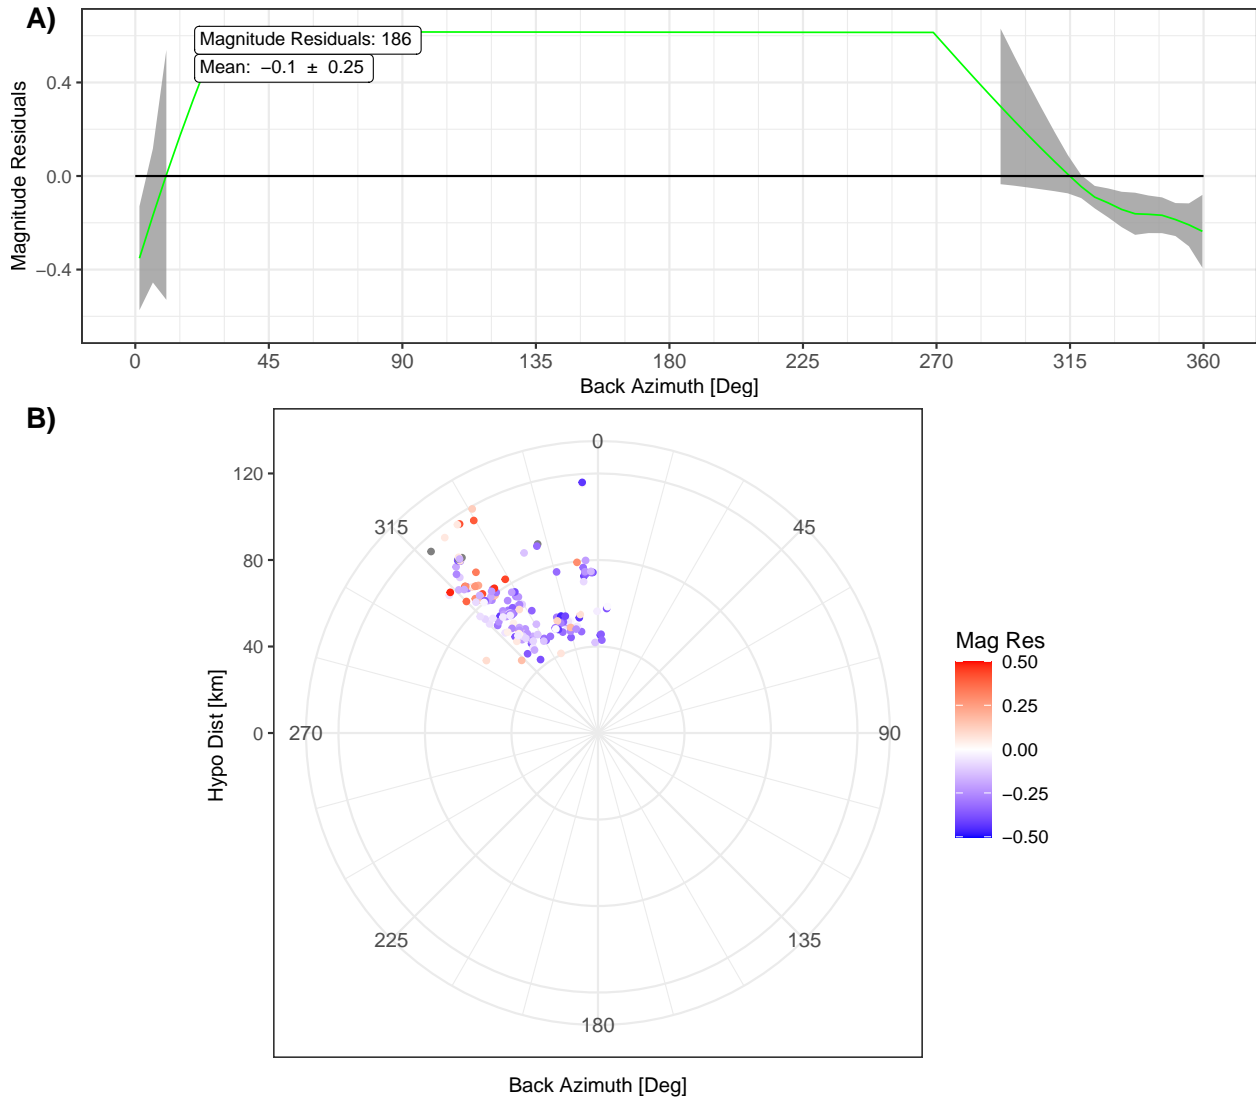 A)
Magnitude Residuals: 186
Mean: −0.1 ± 0.25
Magnitude Residuals
0.4
0.0
−0.4
0 45 90 135 180 225 270 315 360
Back Azimuth [Deg]
B)
Hypo Dist [km]
120
80
40
0
0
45
90
135
180
225
270
315
Back Azimuth [Deg]
Mag Res
0.50
0.25
0.00
−0.25
−0.50